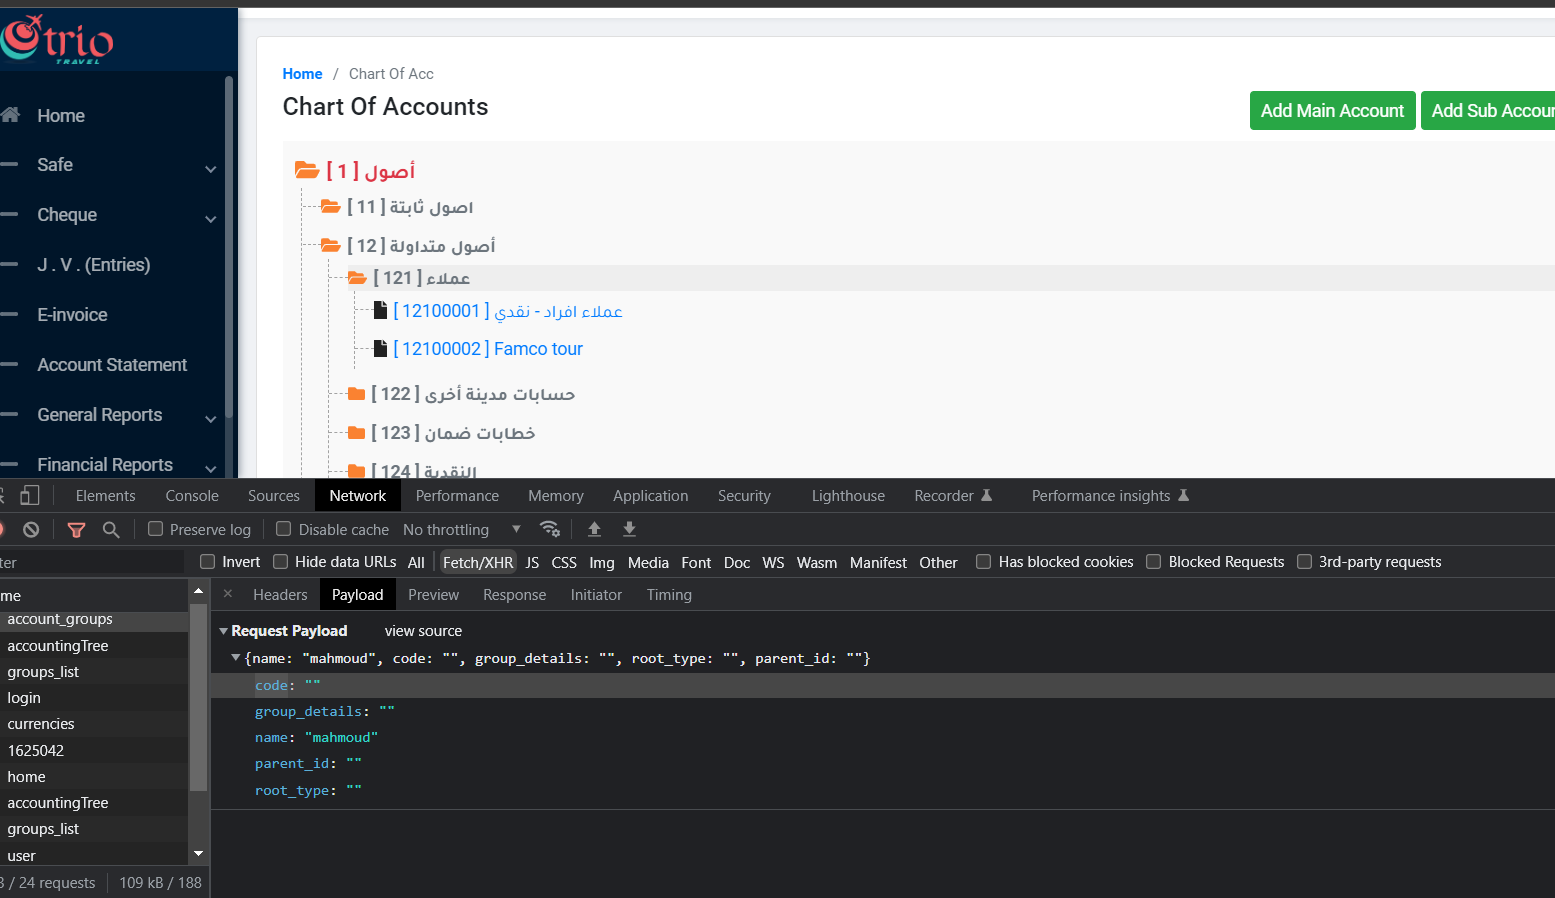 trio
TRAVEL
Home
Safe
Cheque
J . V . (Entries)
E-invoice
Account Statement
General Reports
Financial Reports
Home / Chart Of Acc
Chart Of Accounts
Add Main Account
Add Sub Accoun
[ 1 ] أصول
[ 11 ] اصول ثابتة
[ 12 ] أصول متداولة
[ 121 ] عملاء
[ 12100001 ] عملاء افراد - نقدي
[ 12100002 ] Famco tour
[ 122 ] حسابات مدينة أخرى
[ 123 ] خطابات ضمان
[ 124 ] النقدية
Elements Console Sources Network Performance Memory Application Security Lighthouse Recorder Performance insights
Preserve log Disable cache No throttling
ter Invert Hide data URLs All Fetch/XHR JS CSS Img Media Font Doc WS Wasm Manifest Other Has blocked cookies Blocked Requests 3rd-party requests
me
account_groups
accountingTree
groups_list
login
currencies
1625042
home
accountingTree
groups_list
user
3 / 24 requests 109 kB / 188
× Headers Payload Preview Response Initiator Timing
Request Payload view source
{name: "mahmoud", code: "", group_details: "", root_type: "", parent_id: ""}
code: ""
group_details: ""
name: "mahmoud"
parent_id: ""
root_type: ""